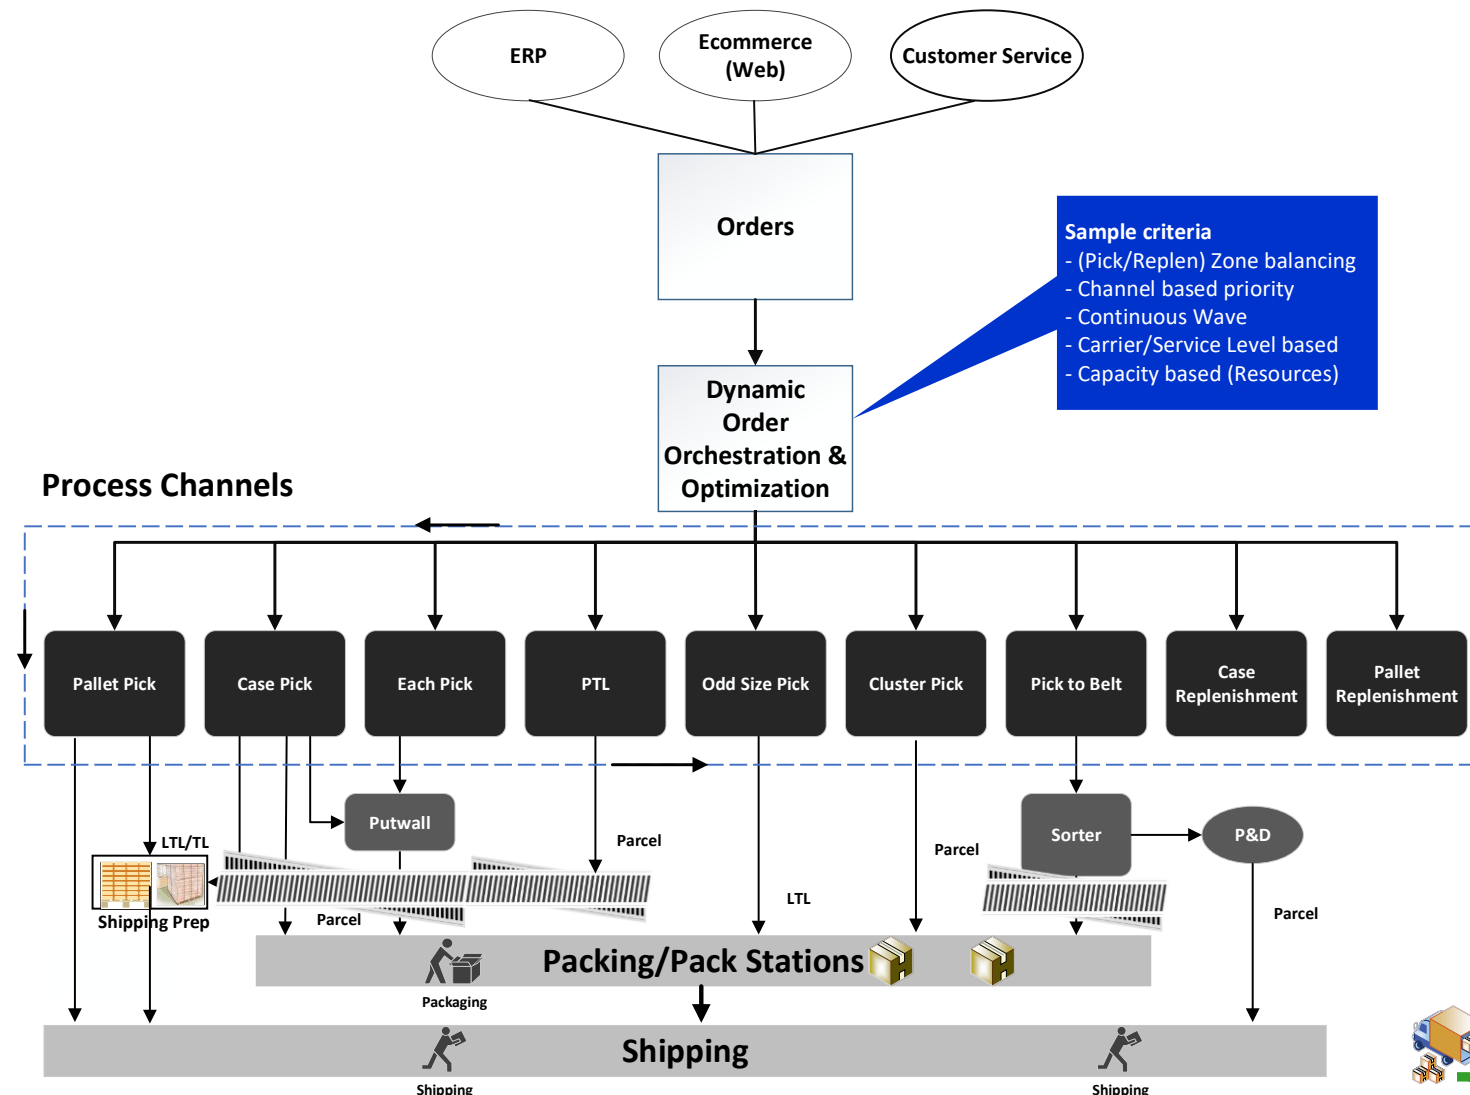 ERP
Ecommerce
(Web)
Customer Service
Orders
Sample criteria
- (Pick/Replen) Zone balancing
- Channel based priority
- Continuous Wave
- Carrier/Service Level based
- Capacity based (Resources)
Dynamic
Order
Orchestration &
Optimization
Process Channels
Pallet Pick
Case Pick
Each Pick
PTL
Odd Size Pick
Cluster Pick
Pick to Belt
Case
Replenishment
Pallet
Replenishment
Putwall
Sorter
P&D
LTL/TL
Parcel
Parcel
Shipping Prep
Parcel
LTL
Parcel
Packing/Pack Stations
Packaging
Shipping
Shipping
Shipping